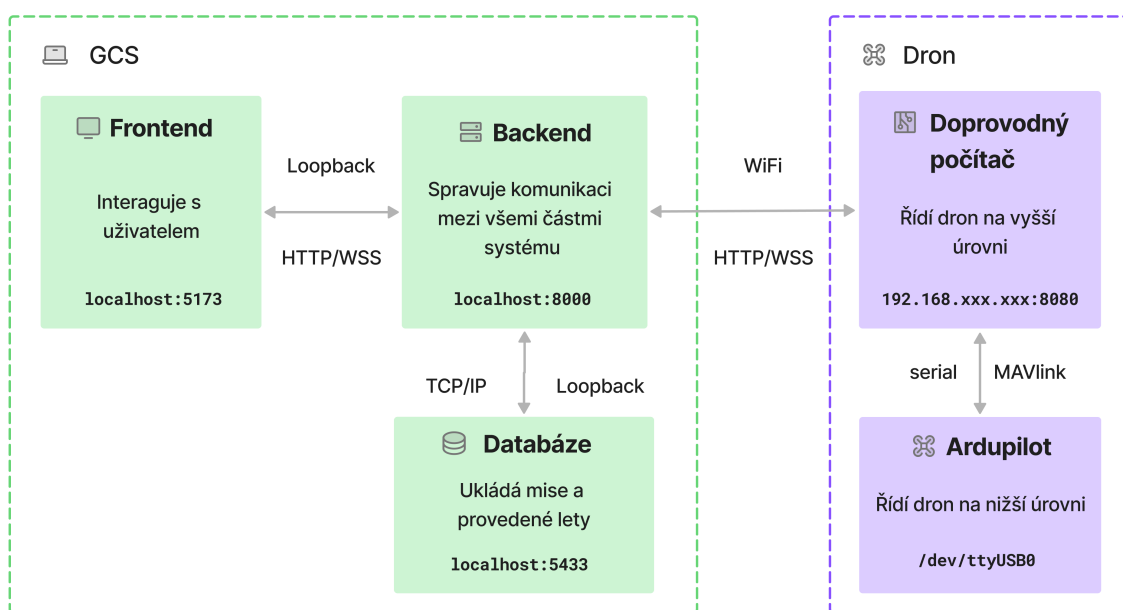 GCS
Frontend
Interaguje s
uživatelem
localhost:5173
Loopback
HTTP/WSS
Backend
Spravuje komunikaci
mezi všemi částmi
systému
localhost:8000
TCP/IP
Loopback
Databáze
Ukládá mise a
provedené lety
localhost:5433
WiFi
HTTP/WSS
Dron
Doprovodný
počítač
Řídí dron na vyšší
úrovni
192.168.xxx.xxx:8080
serial
MAVlink
Ardupilot
Řídí dron na nižší úrovni
/dev/ttyUSB0